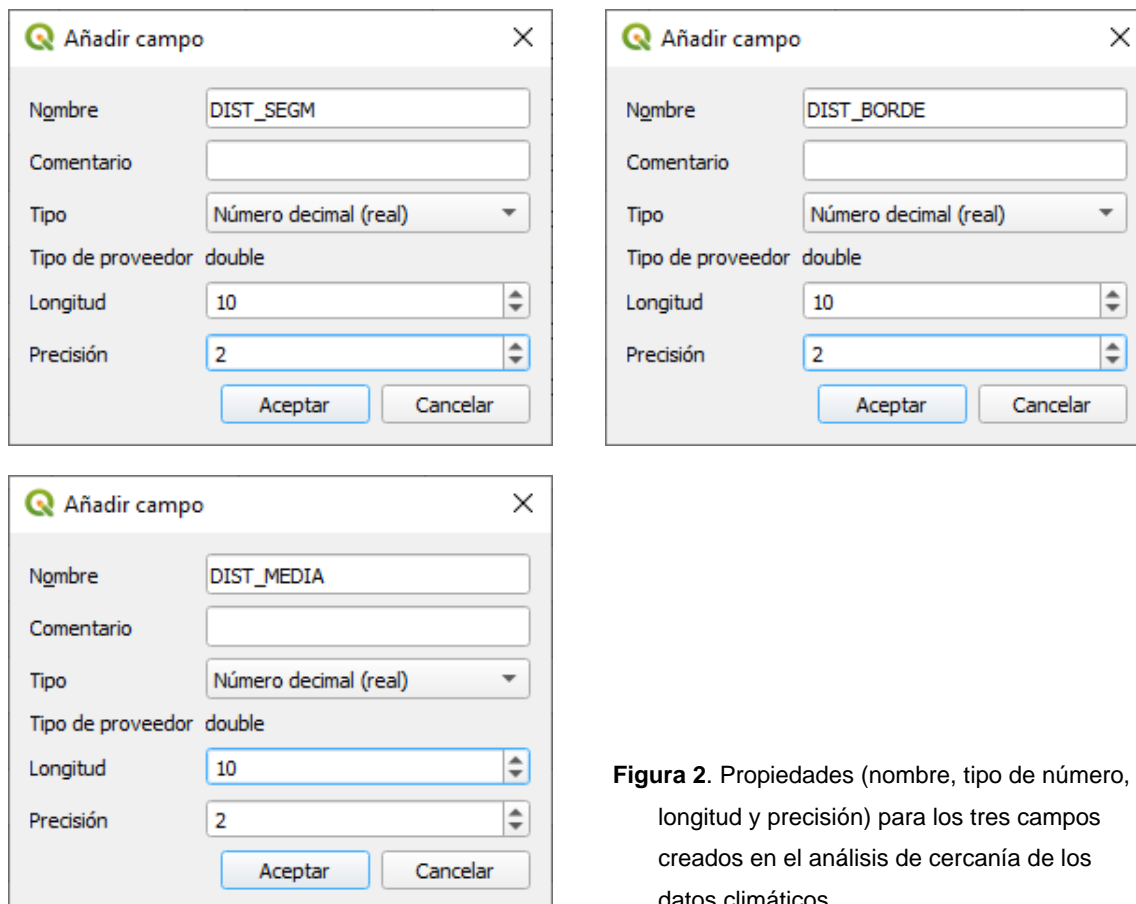 Añadir campo
Nombre DIST_SEGM
Comentario
Tipo Número decimal (real)
Tipo de proveedor double
Longitud 10
Precisión 2
Aceptar Cancelar
Añadir campo
Nombre DIST_BORDE
Comentario
Tipo Número decimal (real)
Tipo de proveedor double
Longitud 10
Precisión 2
Aceptar Cancelar
Añadir campo
Nombre DIST_MEDIA
Comentario
Tipo Número decimal (real)
Tipo de proveedor double
Longitud 10
Precisión 2
Aceptar Cancelar
Figura 2. Propiedades (nombre, tipo de número,
longitud y precisión) para los tres campos
creados en el análisis de cercanía de los
datos climáticos